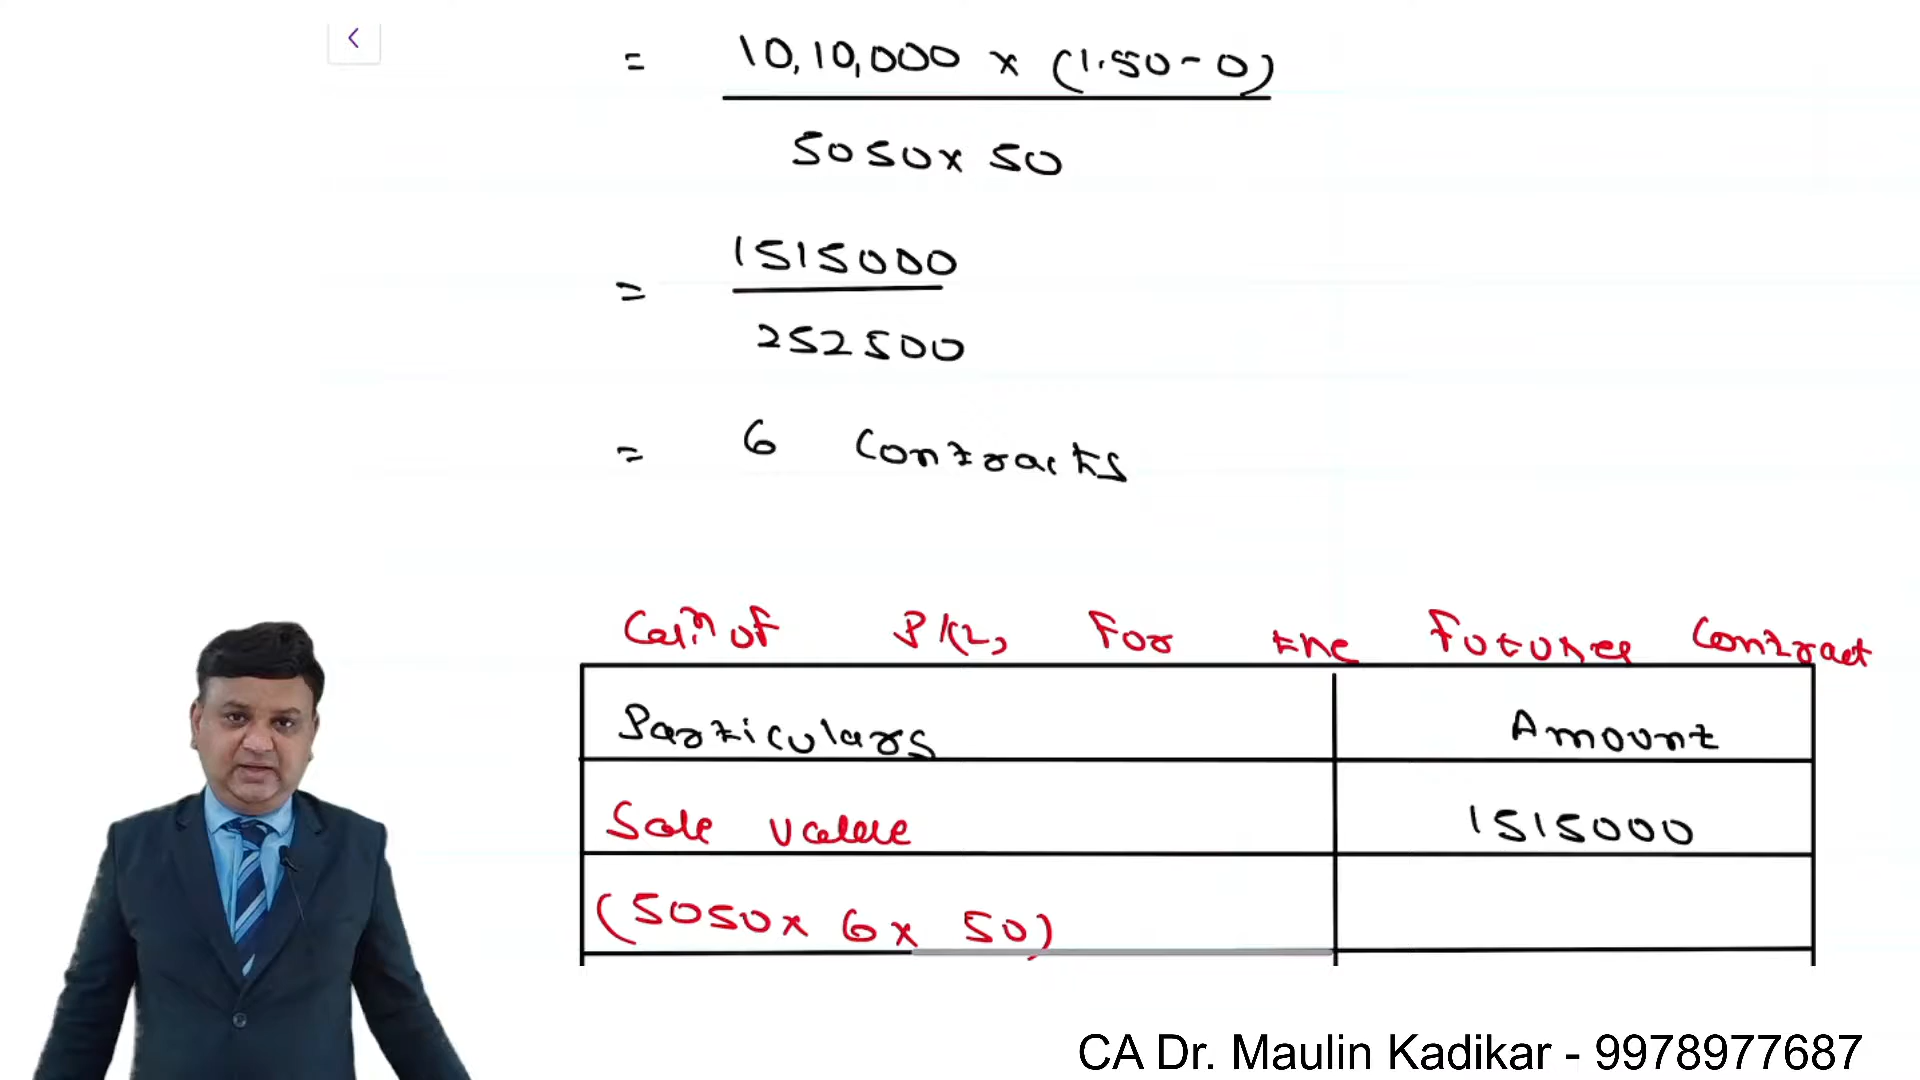 = 10,10,000 x (1.50 - 0)
5050 x 50
= 1515000
252500
= 6 Contracts
Caln of P/L, For the Futures Contract
Particulars Amount
Sale value 1515000
(5050 x 6 x 50)
CA Dr. Maulin Kadikar - 9978977687